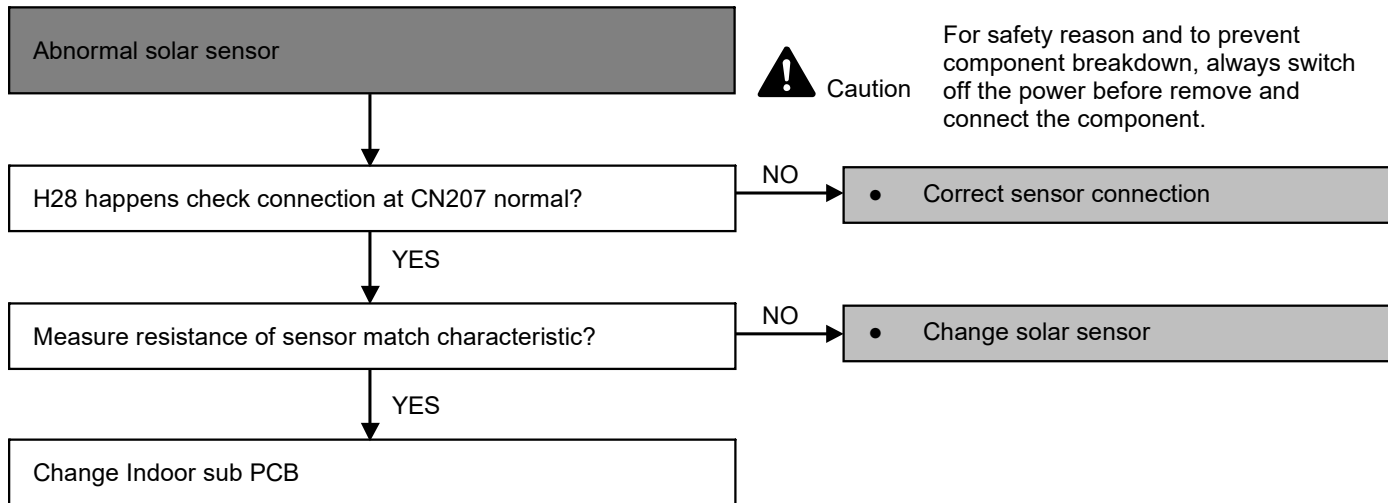 Abnormal solar sensor
Caution
For safety reason and to prevent
component breakdown, always switch
off the power before remove and
connect the component.
H28 happens check connection at CN207 normal?
NO
● Correct sensor connection
YES
Measure resistance of sensor match characteristic?
NO
● Change solar sensor
YES
Change Indoor sub PCB